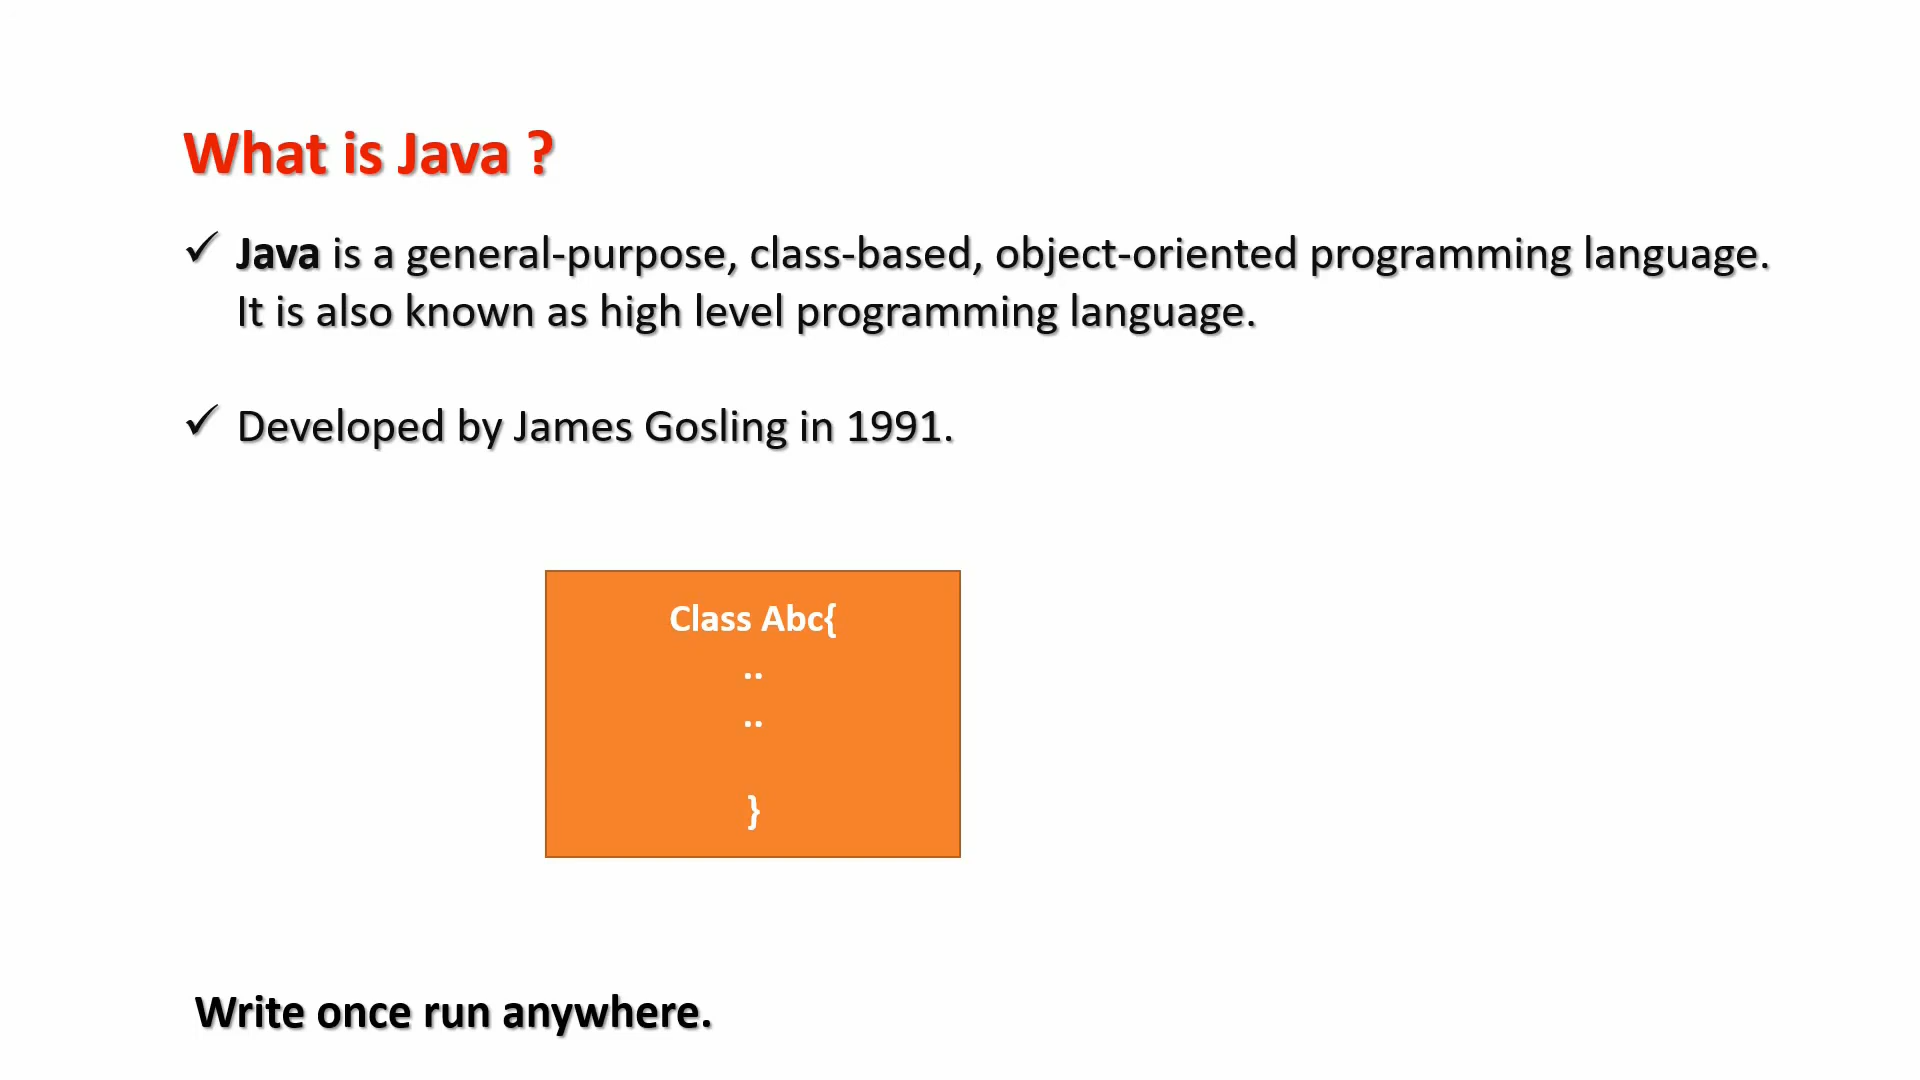 What is Java ?
✓ Java is a general-purpose, class-based, object-oriented programming language.
It is also known as high level programming language.
✓ Developed by James Gosling in 1991.
Class Abc{
..
..
}
Write once run anywhere.